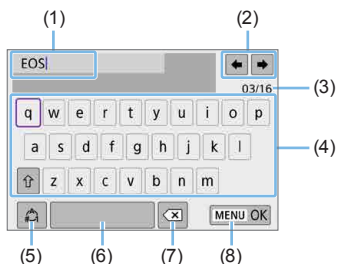 (1) (2)
EOS
03/16 (3)
q w e r t y u i o p
a s d f g h j k l (4)
z x c v b n m
MENU OK
(5) (6) (7) (8)